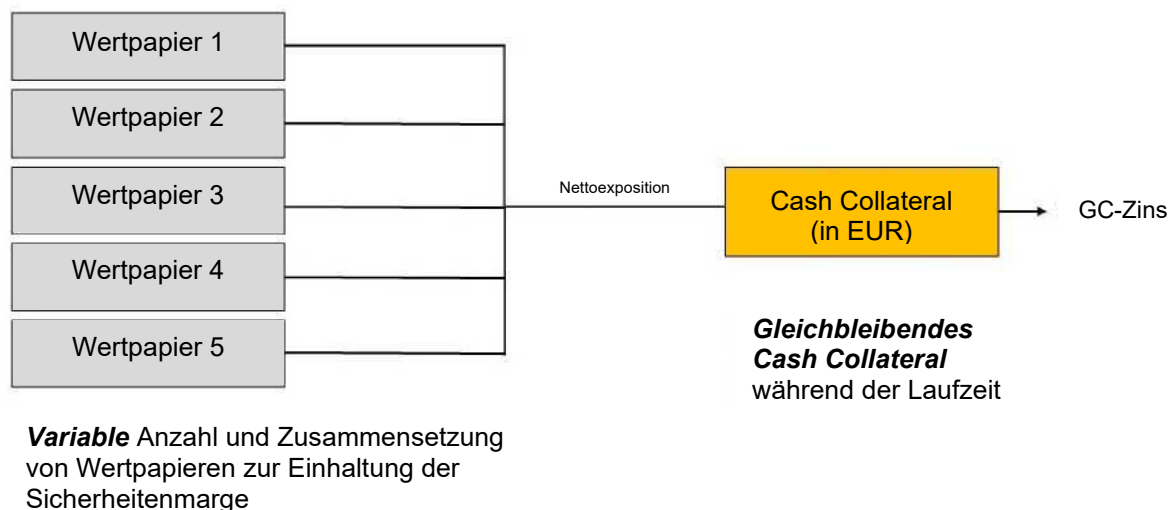 Wertpapier 1
Wertpapier 2
Wertpapier 3
Wertpapier 4
Wertpapier 5
Nettoexposition
Cash Collateral
(in EUR)
GC-Zins
Gleichbleibendes
Cash Collateral
während der Laufzeit
Variable Anzahl und Zusammensetzung
von Wertpapieren zur Einhaltung der
Sicherheitenmarge